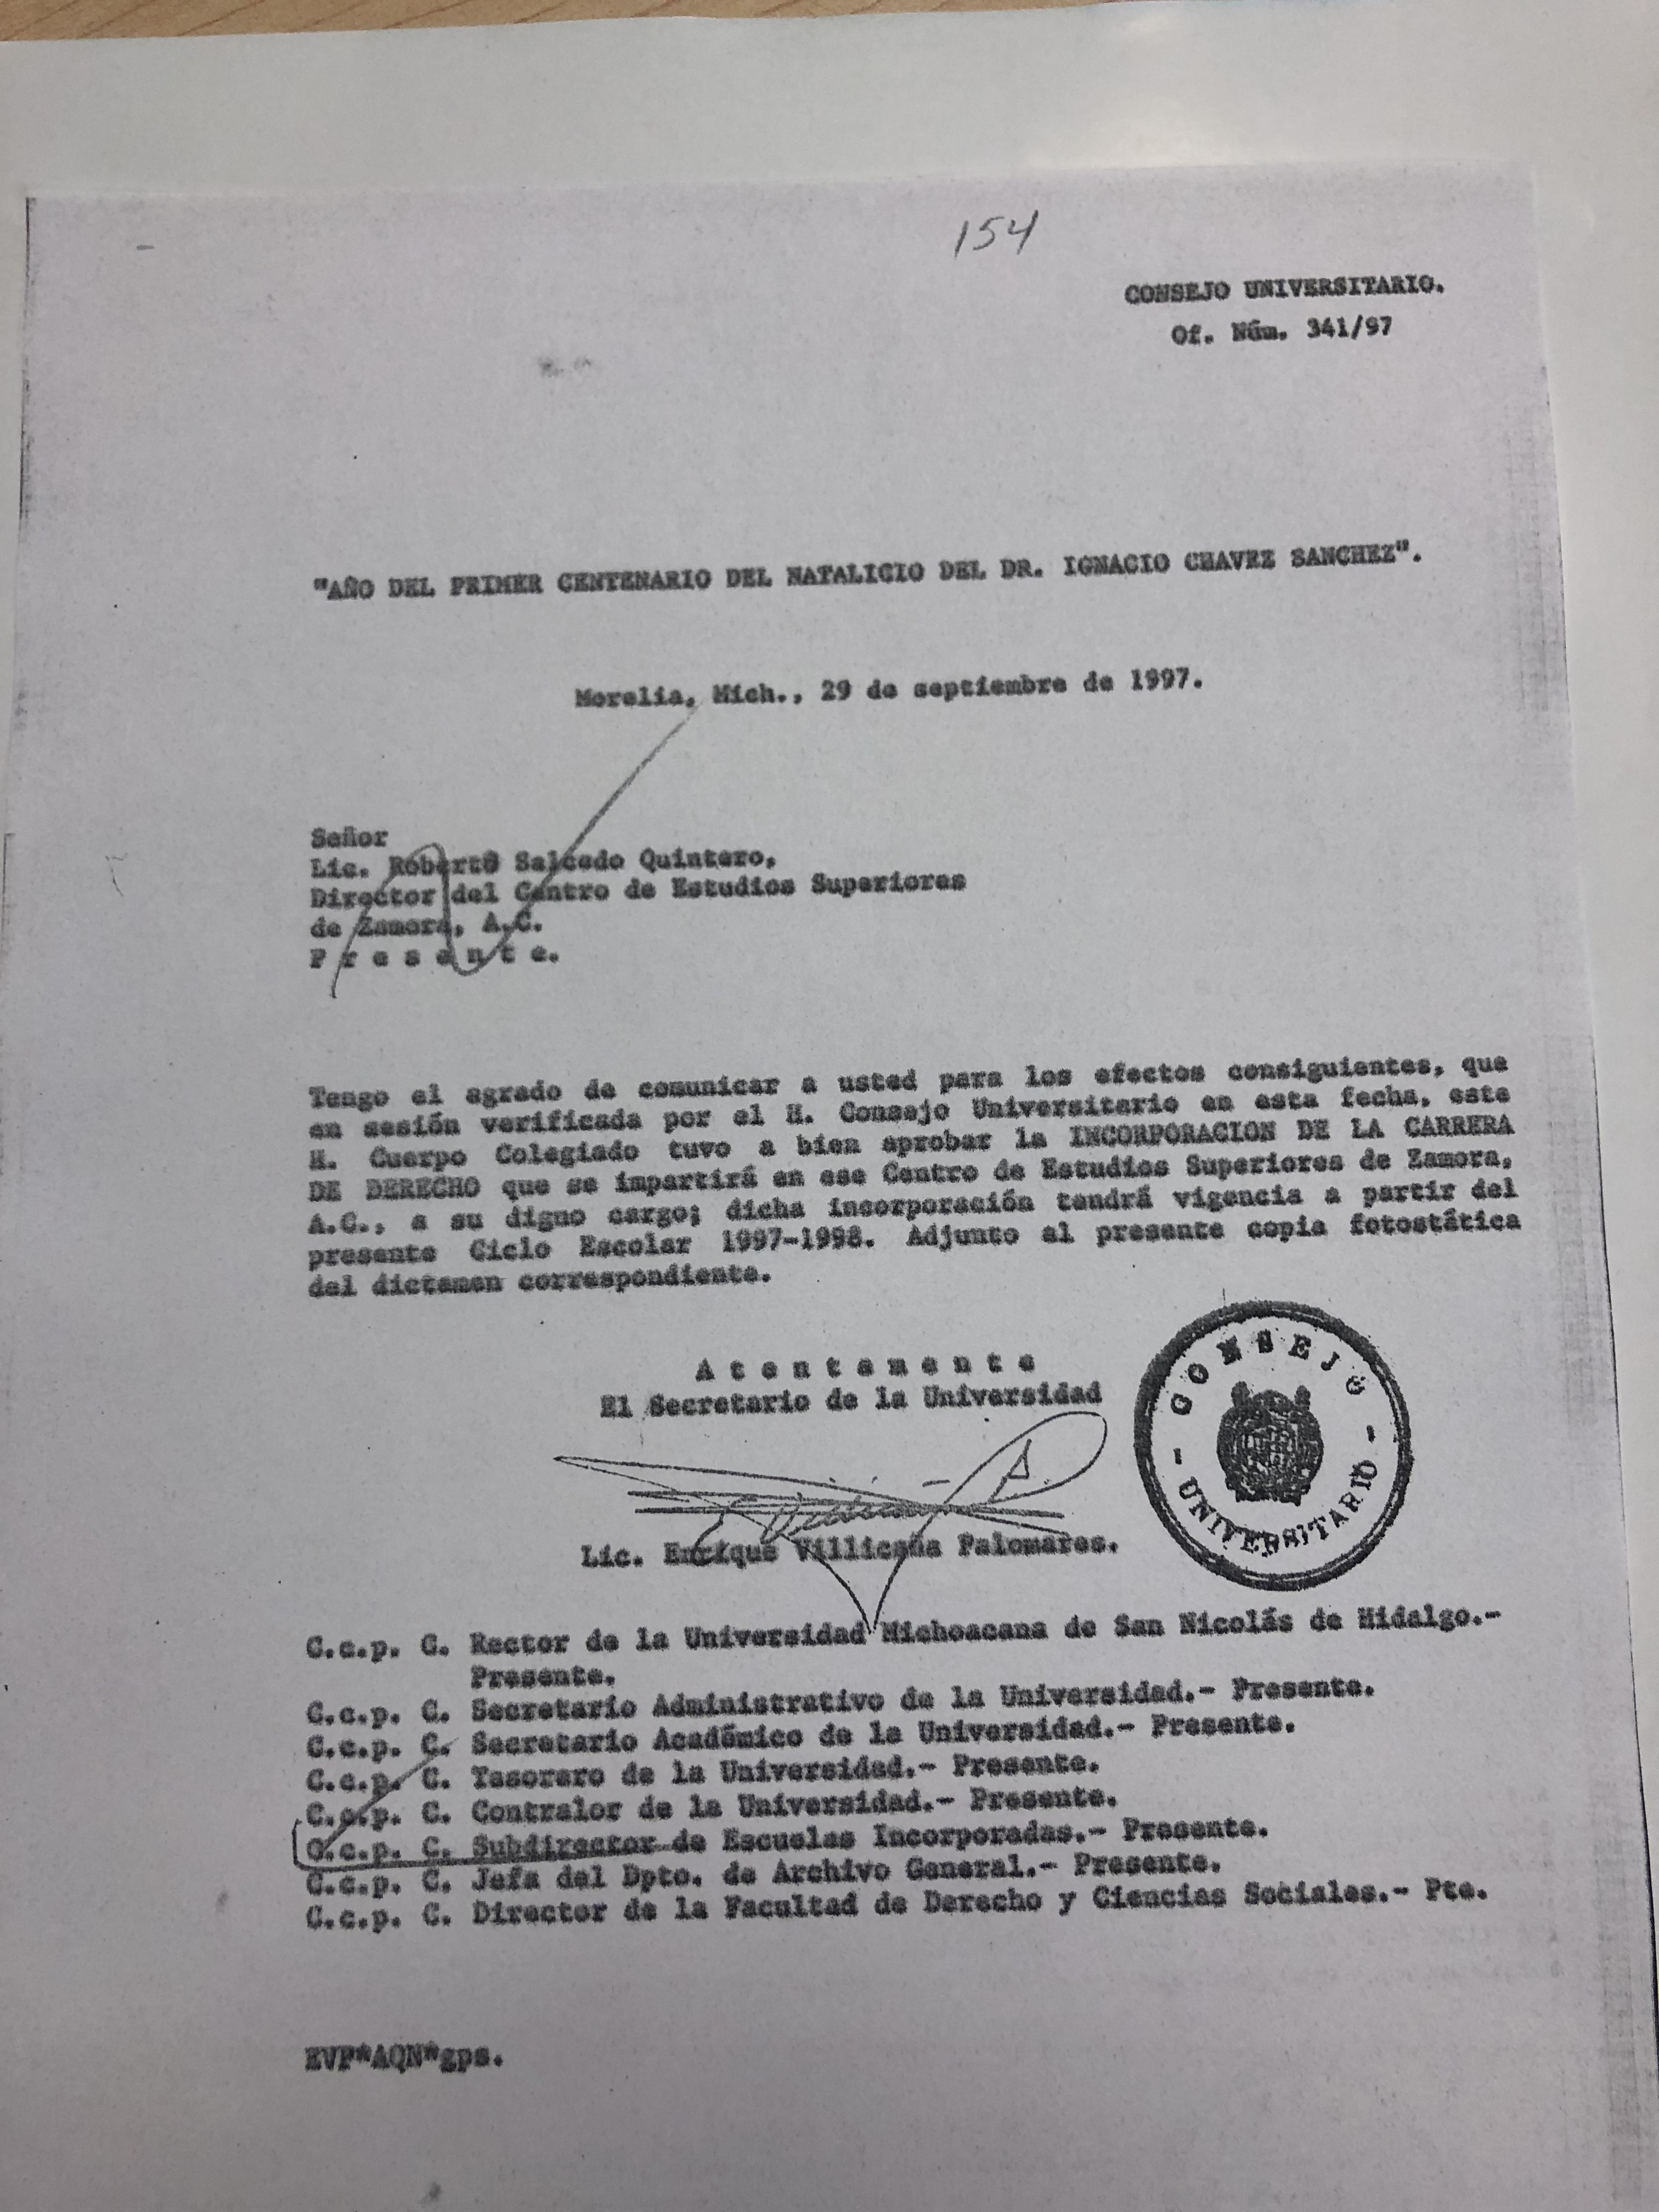 154
CONSEJO UNIVERSITARIO.
Of. Núm. 341/97
"AÑO DEL PRIMER CENTENARIO DEL NATALICIO DEL DR. IGNACIO CHAVEZ SANCHEZ".
Morelia, Mich., 29 de septiembre de 1997.
Señor
Lic. Roberto Salcedo Quintero,
Director del Centro de Estudios Superiores
de Zamora, A.C.
P r e s e n t e.
Tengo el agrado de comunicar a usted para los efectos consiguientes, que
en sesión verificada por el H. Consejo Universitario en esta fecha, este
H. Cuerpo Colegiado tuvo a bien aprobar la INCORPORACION DE LA CARRERA
DE DERECHO que se impartirá en ese Centro de Estudios Superiores de Zamora,
A.C., a su digno cargo; dicha incorporación tendrá vigencia a partir del
presente Ciclo Escolar 1997-1998. Adjunto al presente copia fotostática
del dictamen correspondiente.
A t e n t a m e n t e
El Secretario de la Universidad
Lic. Enrique Villicaña Palomares.
CONSEJO
- UNIVERSITARIO -
C.c.p. C. Rector de la Universidad Michoacana de San Nicolás de Hidalgo.-
Presente.
C.c.p. C. Secretario Administrativo de la Universidad.- Presente.
C.c.p. C. Secretario Académico de la Universidad.- Presente.
C.c.p. C. Tesorero de la Universidad.- Presente.
C.c.p. C. Contralor de la Universidad.- Presente.
C.c.p. C. Subdirector de Escuelas Incorporadas.- Presente.
C.c.p. C. Jefa del Dpto. de Archivo General.- Presente.
C.c.p. C. Director de la Facultad de Derecho y Ciencias Sociales.- Pte.
EVP*AQN*gps.